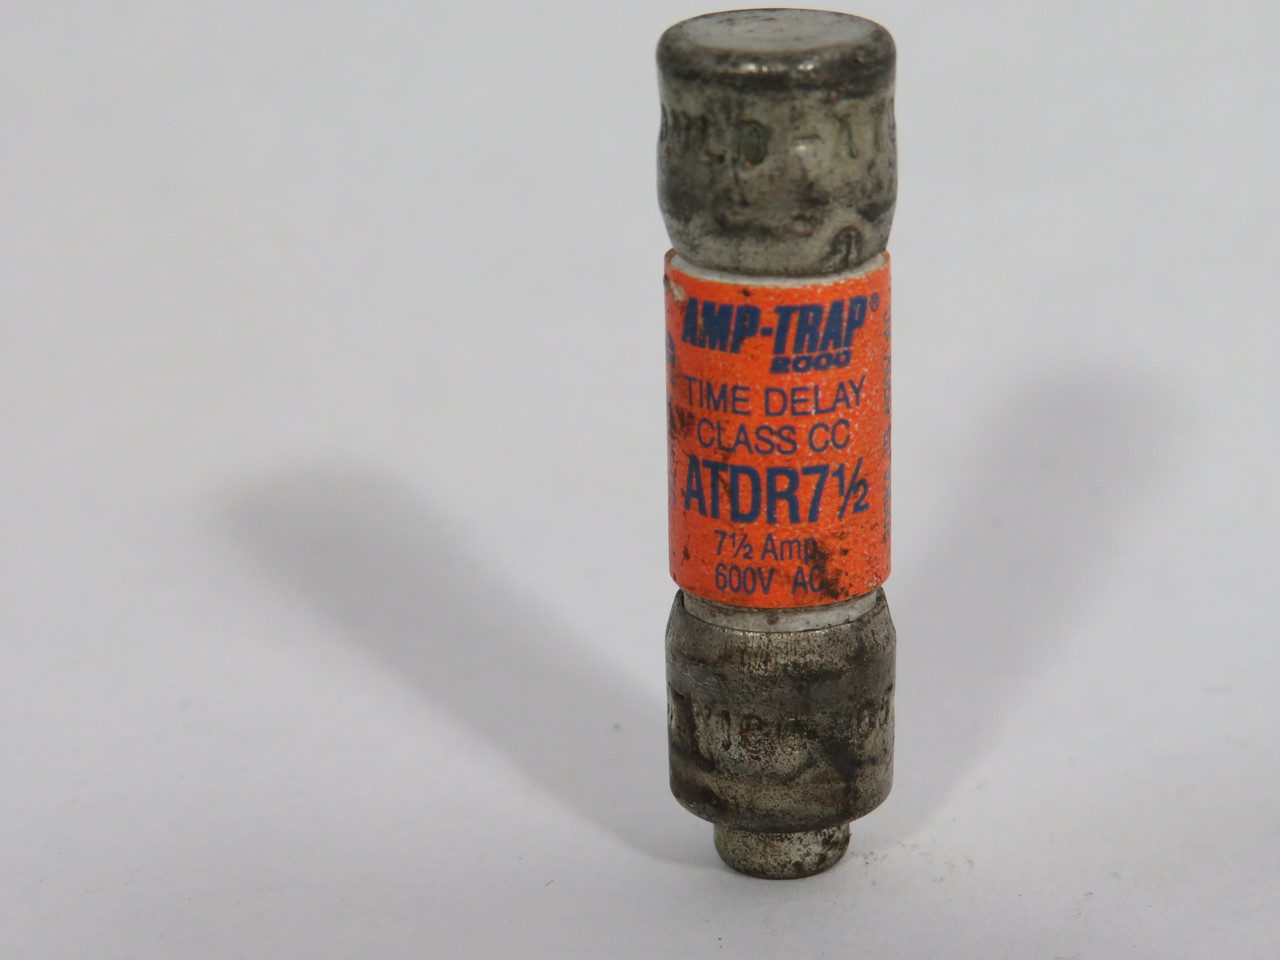 AMP-TRAP®
2000
TIME DELAY
CLASS CC
ATDR7½
7½ Amp
600V AC